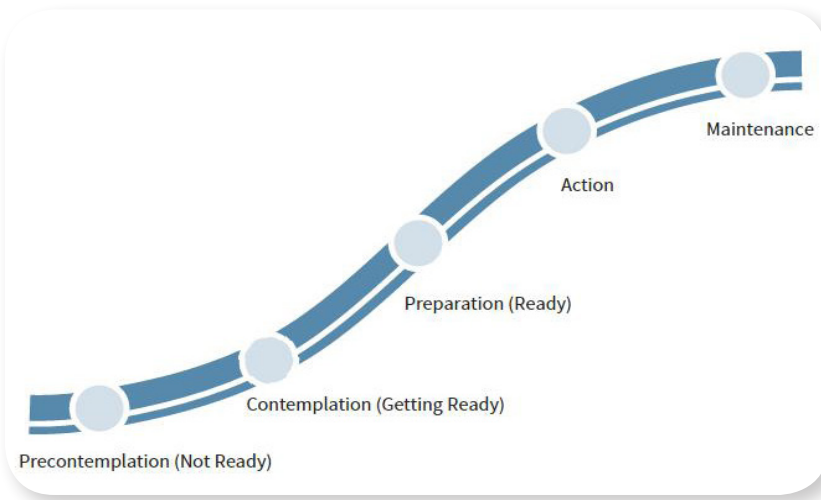 Maintenance
Action
Preparation (Ready)
Contemplation (Getting Ready)
Precontemplation (Not Ready)